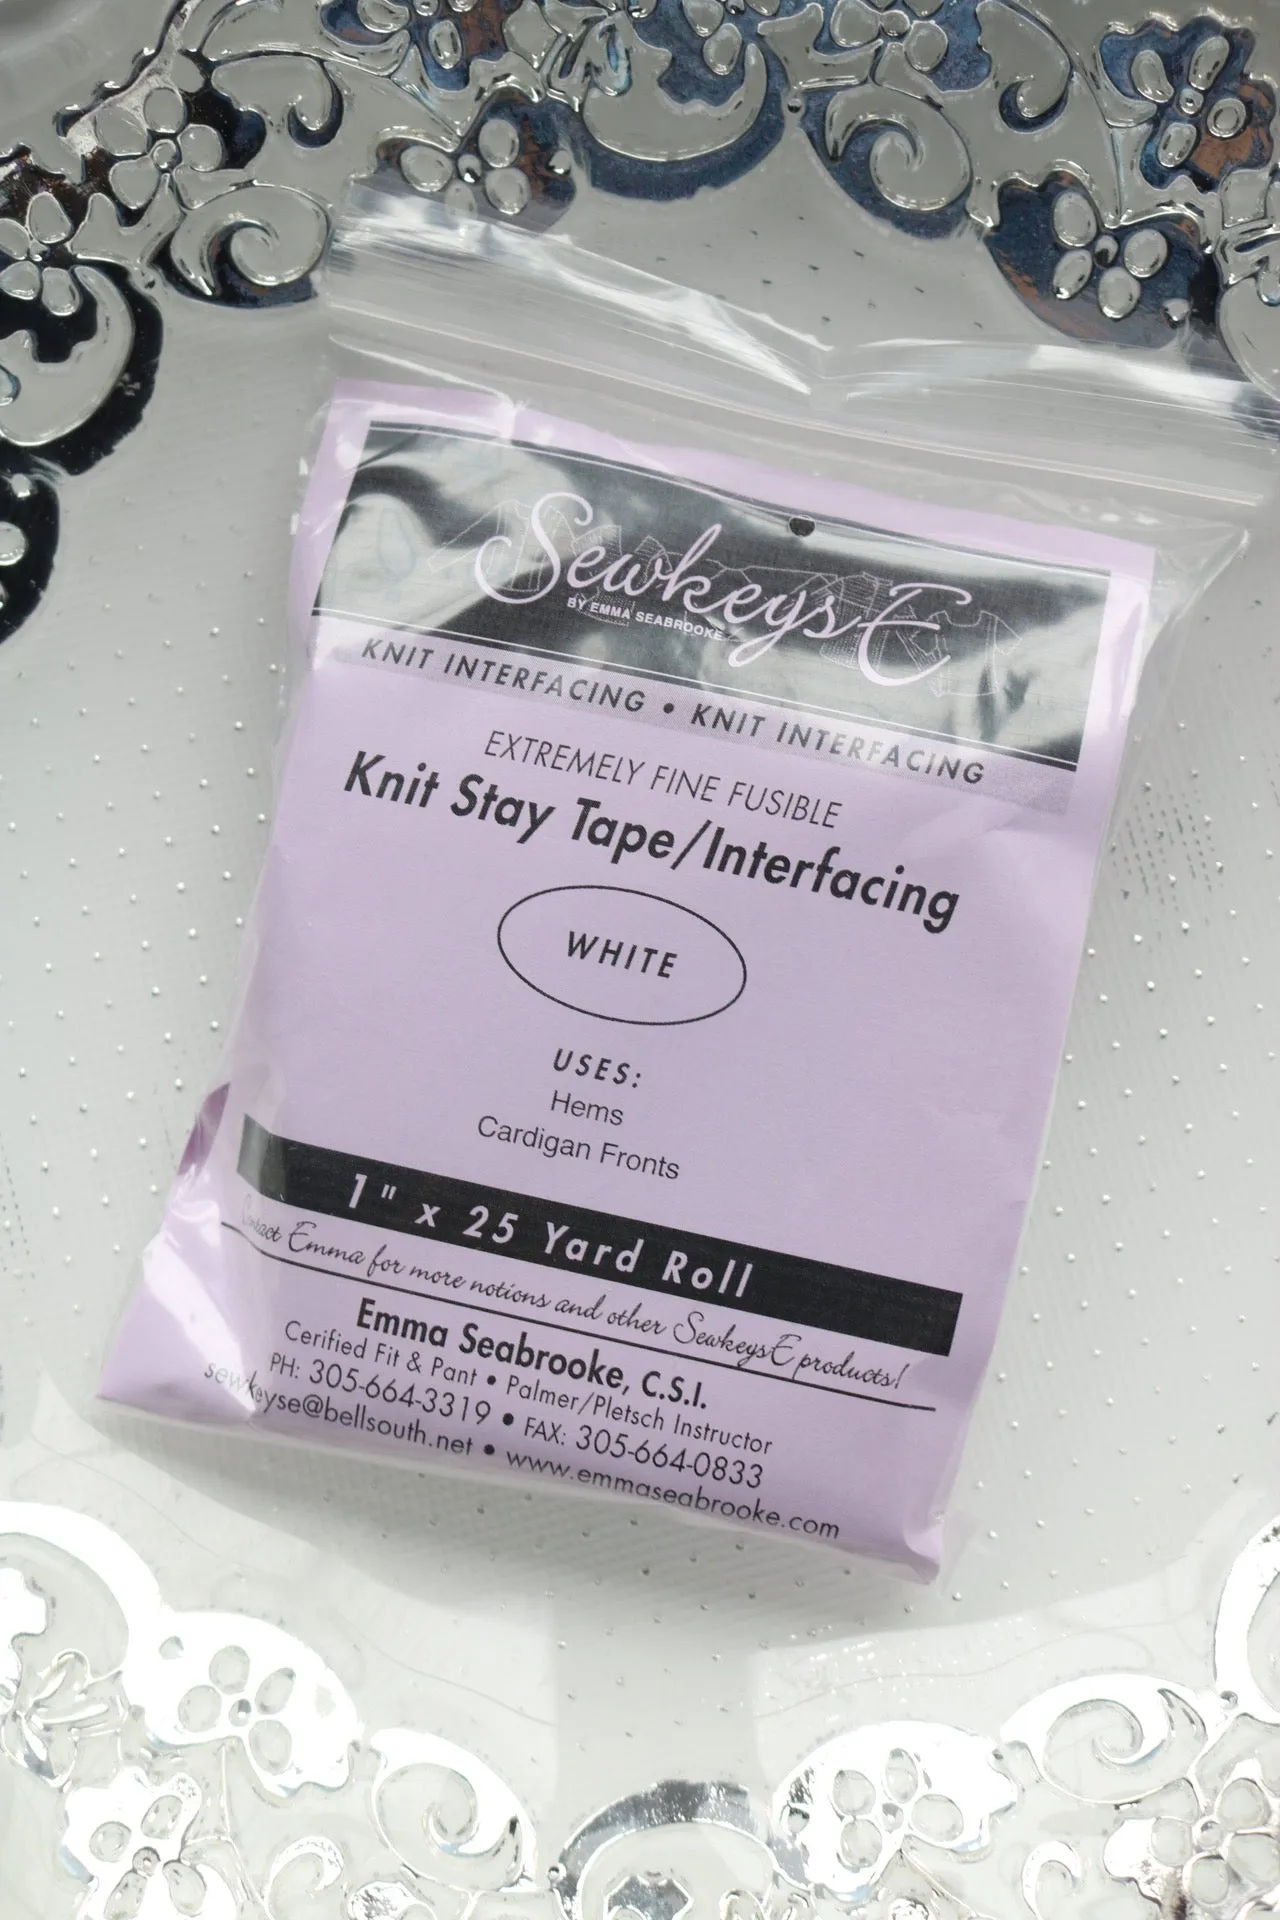 Sewkeys E
BY EMMA SEABROOKE
KNIT INTERFACING • KNIT INTERFACING
EXTREMELY FINE FUSIBLE
Knit Stay Tape/Interfacing
WHITE
USES:
Hems
Cardigan Fronts
1" x 25 Yard Roll
Contact Emma for more notions and other SewkeysE products!
Emma Seabrooke, C.S.I.
Cerified Fit & Pant • Palmer/Pletsch Instructor
PH: 305-664-3319 • FAX: 305-664-0833
sewkeyse@bellsouth.net • www.emmaseabrooke.com